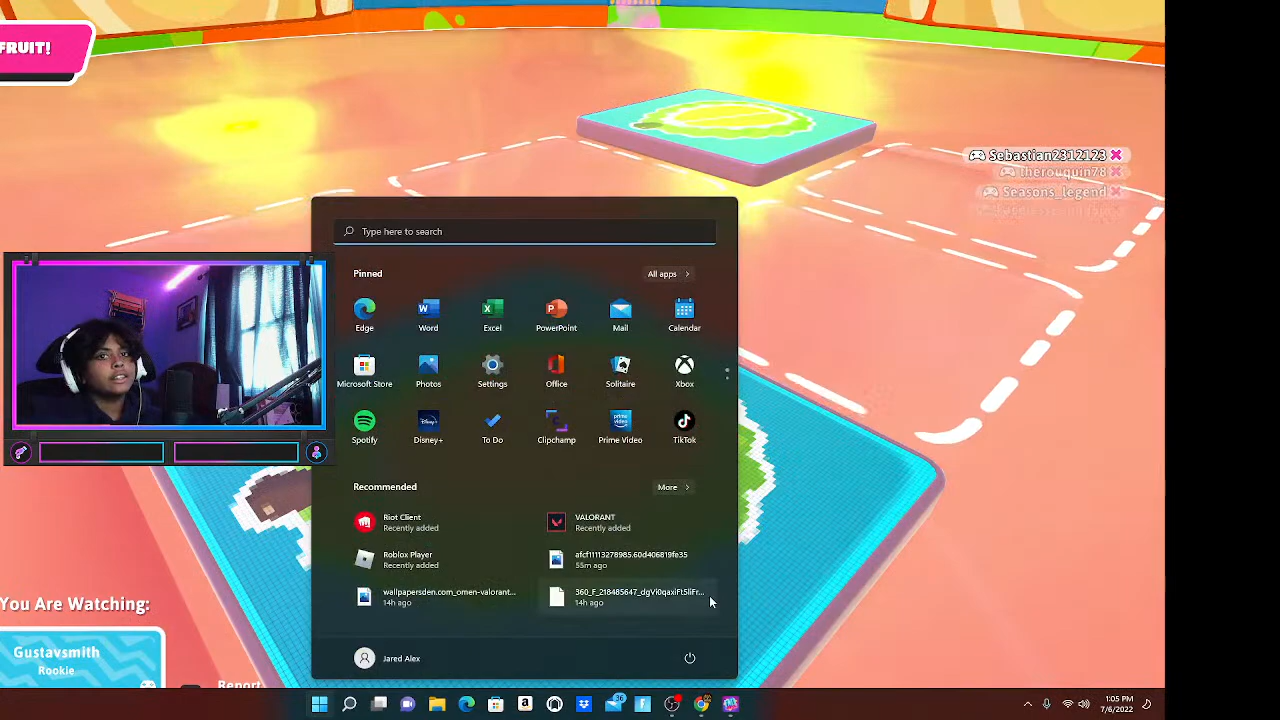 FRUIT!
Sebastian2312123
therouquin78
Seasons_legend
Type here to search
Pinned
All apps
Edge
Word
Excel
PowerPoint
Mail
Calendar
Microsoft Store
Photos
Settings
Office
Solitaire
Xbox
Spotify
Disney+
To Do
Clipchamp
Prime Video
TikTok
Recommended
More
Riot Client
Recently added
VALORANT
Recently added
Roblox Player
Recently added
afcf11113278985.60d406819fe35
55m ago
wallpapersden.com_omen-valorant...
14h ago
360_F_218485647_dgVi0qaxiFt5liFr...
14h ago
You Are Watching:
Gustavsmith
Rookie
Report
Jared Alex
36
1:05 PM
7/6/2022